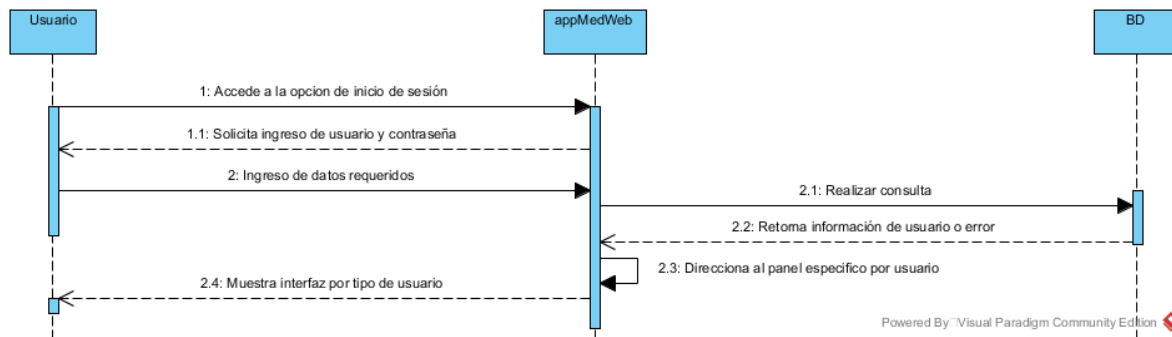 Usuario
appMedWeb
BD
1: Accede a la opcion de inicio de sesión
1.1: Solicita ingreso de usuario y contraseña
2: Ingreso de datos requeridos
2.1: Realizar consulta
2.2: Retorna información de usuario o error
2.3: Direcciona al panel especifico por usuario
2.4: Muestra interfaz por tipo de usuario
Powered By Visual Paradigm Community Edition